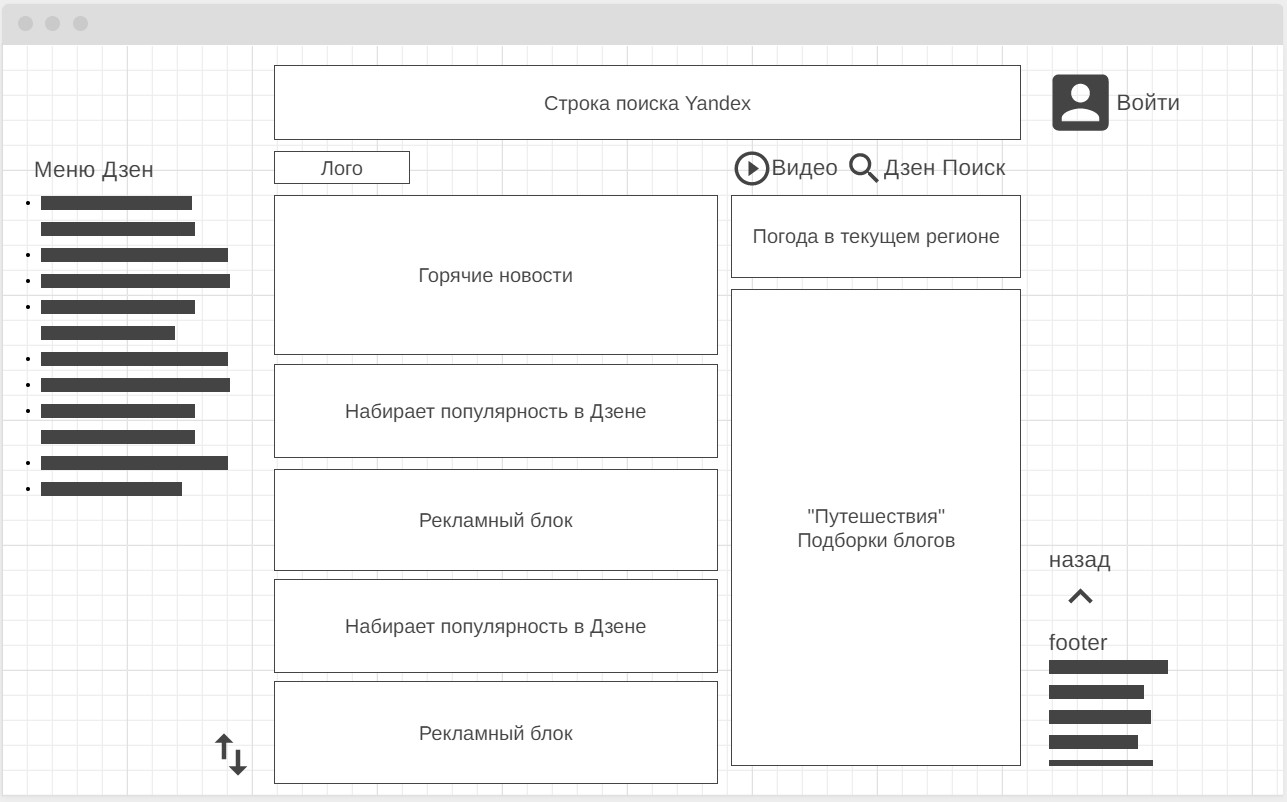 Строка поиска Yandex
Войти
Меню Дзен
Лого
Видео
Дзен Поиск
Горячие новости
Погода в текущем регионе
Набирает популярность в Дзене
Рекламный блок
"Путешествия"
Подборки блогов
назад
Набирает популярность в Дзене
footer
Рекламный блок